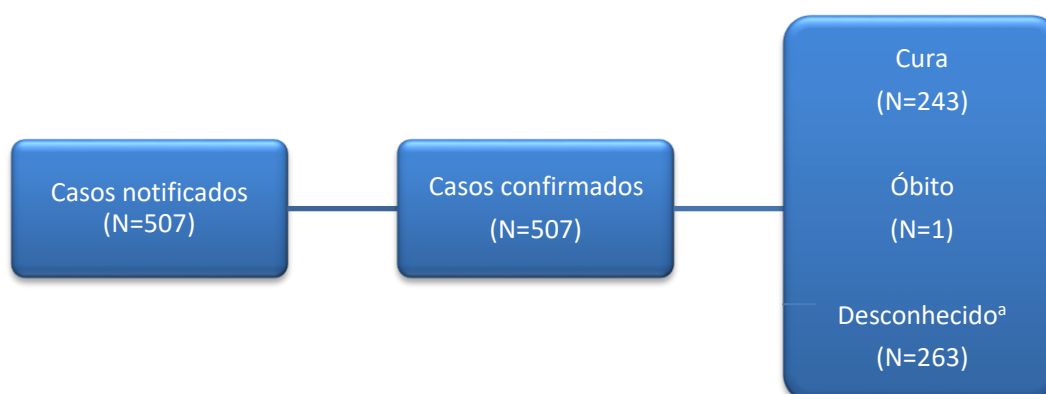 Casos notificados
(N=507)
Casos confirmados
(N=507)
Cura
(N=243)
Óbito
(N=1)
Desconhecidoᵃ
(N=263)